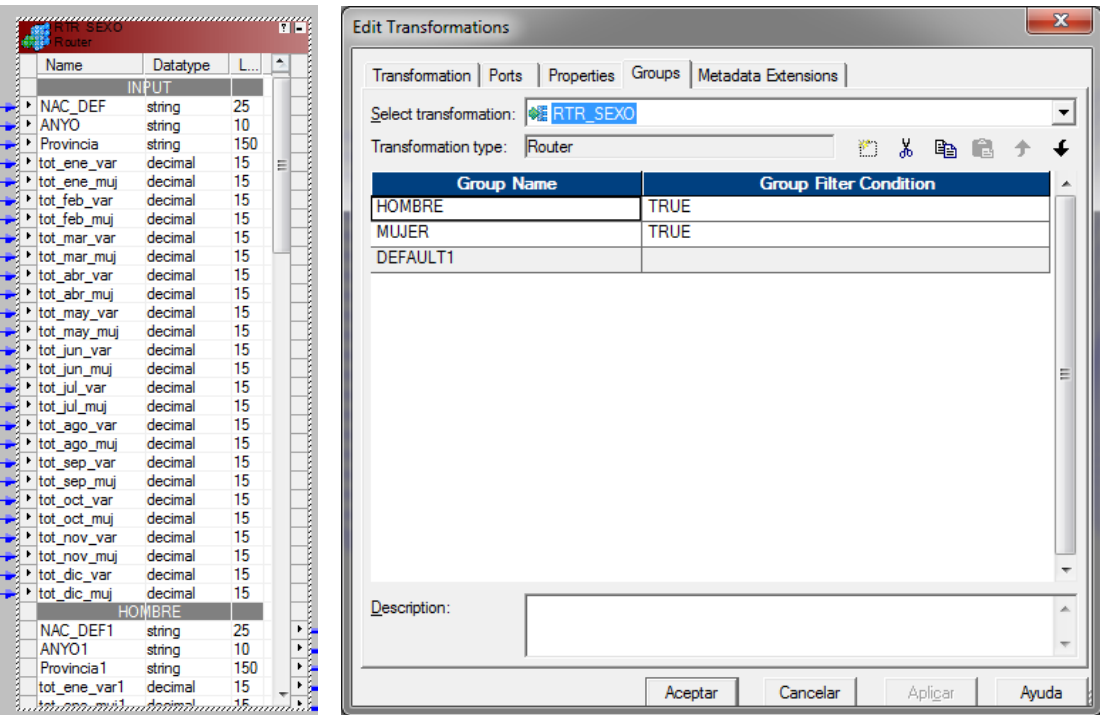 RTR_SEXO
Router
Name Datatype L...
INPUT
NAC_DEF string 25
ANYO string 10
Provincia string 150
tot_ene_var decimal 15
tot_ene_muj decimal 15
tot_feb_var decimal 15
tot_feb_muj decimal 15
tot_mar_var decimal 15
tot_mar_muj decimal 15
tot_abr_var decimal 15
tot_abr_muj decimal 15
tot_may_var decimal 15
tot_may_muj decimal 15
tot_jun_var decimal 15
tot_jun_muj decimal 15
tot_jul_var decimal 15
tot_jul_muj decimal 15
tot_ago_var decimal 15
tot_ago_muj decimal 15
tot_sep_var decimal 15
tot_sep_muj decimal 15
tot_oct_var decimal 15
tot_oct_muj decimal 15
tot_nov_var decimal 15
tot_nov_muj decimal 15
tot_dic_var decimal 15
tot_dic_muj decimal 15
HOMBRE
NAC_DEF1 string 25
ANYO1 string 10
Provincia1 string 150
tot_ene_var1 decimal 15
tot_ene_muj1 decimal 15
Edit Transformations
Transformation Ports Properties Groups Metadata Extensions
Select transformation: RTR_SEXO
Transformation type: Router
Group Name Group Filter Condition
HOMBRE TRUE
MUJER TRUE
DEFAULT1
Description:
Aceptar Cancelar Aplicar Ayuda